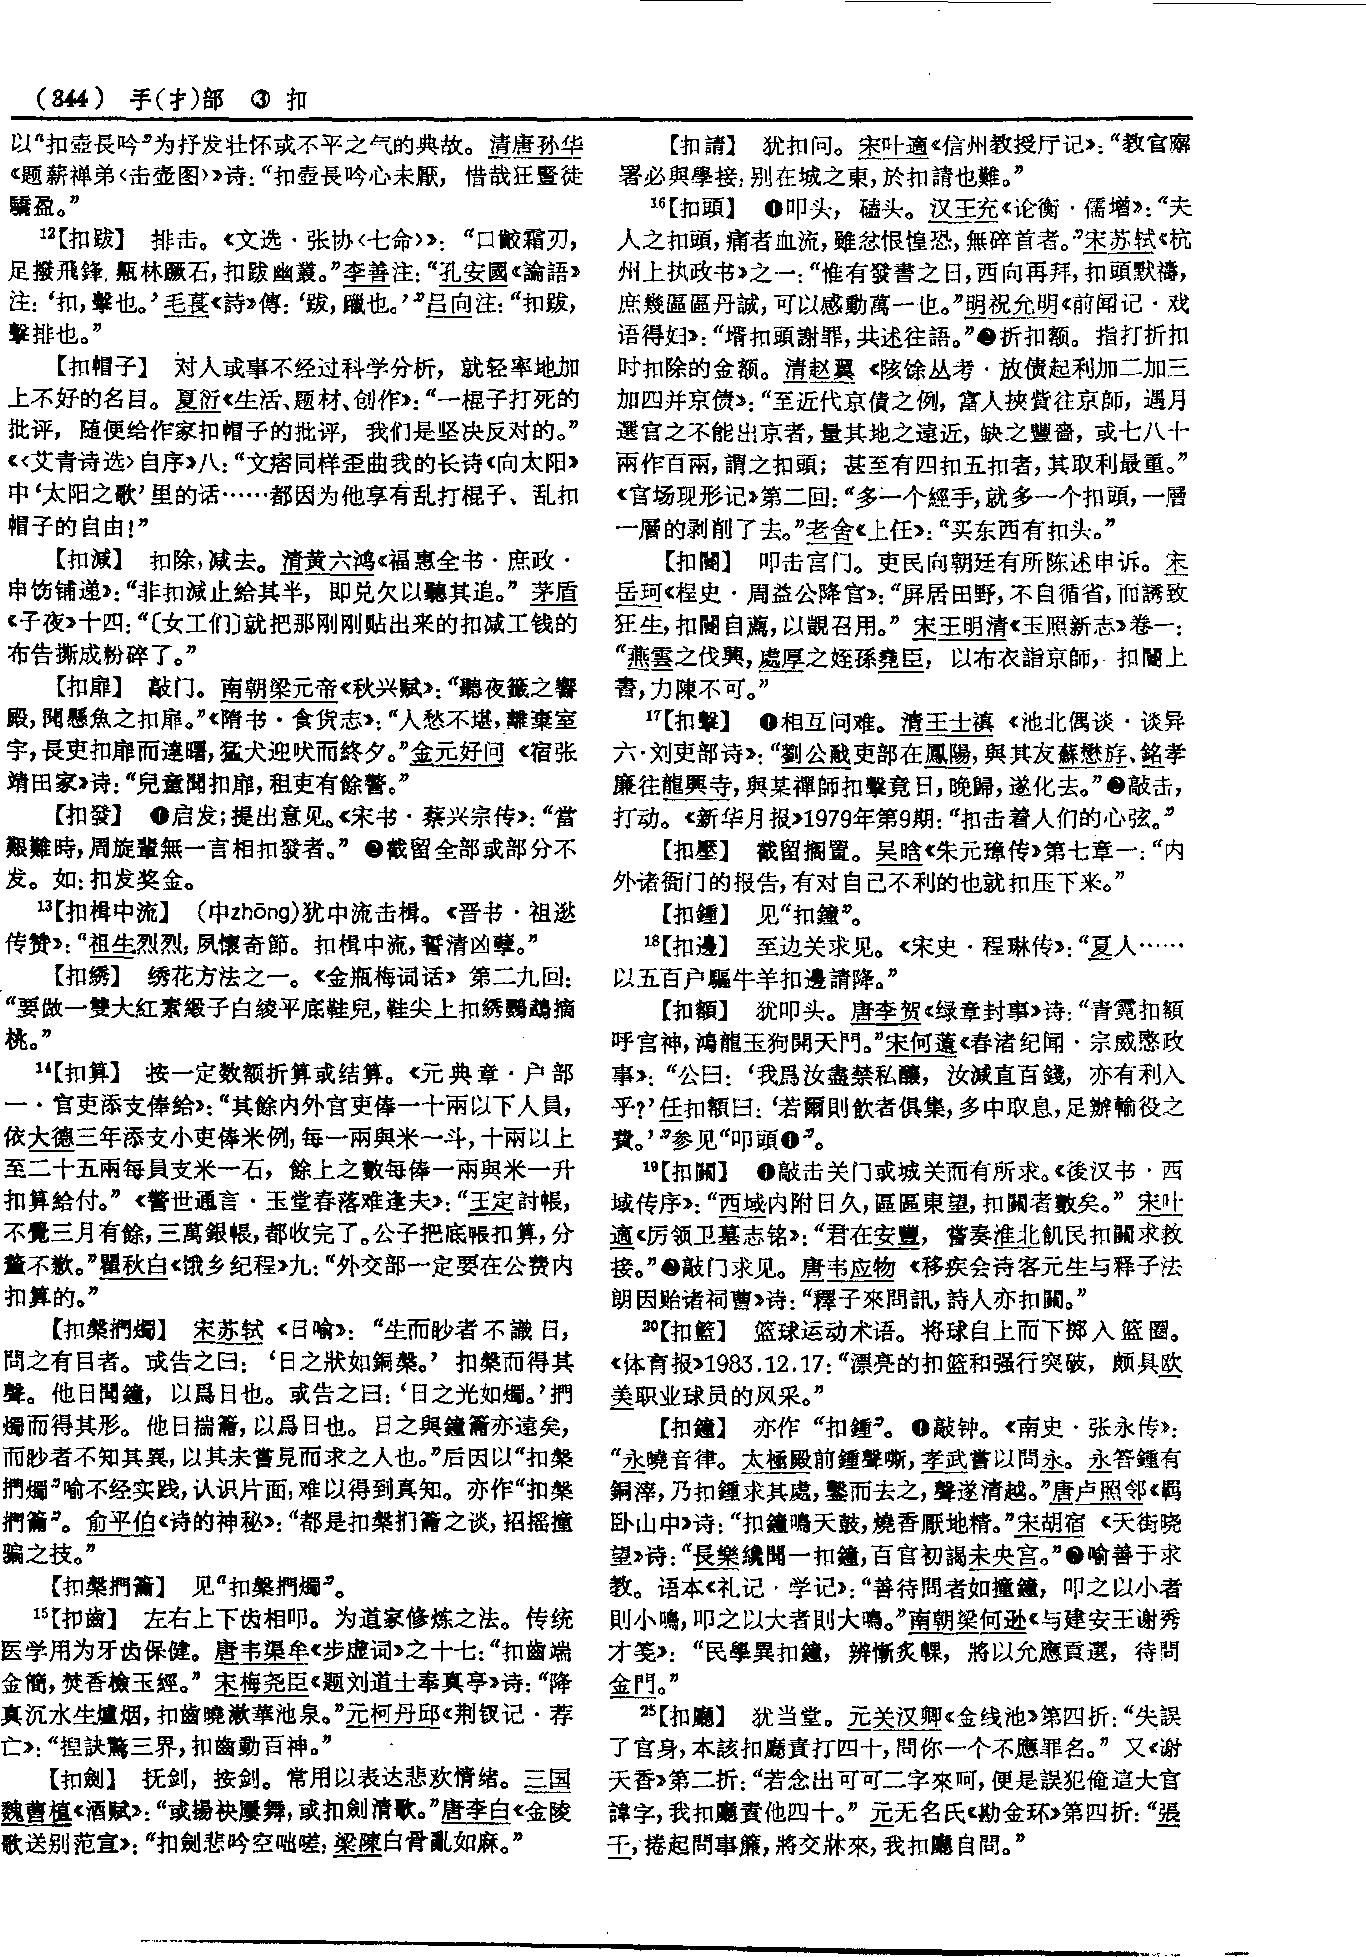 (344) 手(扌)部 ③ 扣
以“扣壺長吟”为抒发壮怀或不平之气的典故。清唐孙华
《题薪禅弟〈击壶图〉》诗：“扣壺長吟心未厭，惜哉狂豎徒
驕盈。”
¹²【扣跋】 排击。《文选·张协〈七命〉》：“口齩霜刃，
足撥飛鋒，㼖林蹶石，扣跋幽叢。”李善注：“孔安國《論語》
注：‘扣，擊也。’毛萇《詩》傳：‘跋，躐也。’”吕向注：“扣跋，
擊排也。”
【扣帽子】 对人或事不经过科学分析，就轻率地加
上不好的名目。夏衍《生活、题材、创作》：“一棍子打死的
批评，随便给作家扣帽子的批评，我们是坚决反对的。”
《〈艾青诗选〉自序》八：“文痞同样歪曲我的长诗《向太阳》
中‘太阳之歌’里的话……都因为他享有乱打棍子、乱扣
帽子的自由！”
【扣減】 扣除，减去。清黄六鸿《福惠全书·庶政·
申饬铺递》：“非扣減止給其半，即兑欠以聽其追。”茅盾
《子夜》十四：“〔女工们〕就把那刚刚贴出来的扣减工钱的
布告撕成粉碎了。”
【扣扉】 敲门。南朝梁元帝《秋兴赋》：“聽夜籤之響
殿，聞懸魚之扣扉。”《隋书·食货志》：“人愁不堪，離棄室
宇，長吏扣扉而達曙，猛犬迎吠而終夕。”金元好问《宿张
靖田家》诗：“兒童聞扣扉，租吏有餘警。”
【扣發】 ❶启发；提出意见。《宋书·蔡兴宗传》：“當
艱難時，周旋輩無一言相扣發者。”❷截留全部或部分不
发。如：扣发奖金。
¹³【扣楫中流】 (中zhōng)犹中流击楫。《晋书·祖逖
传赞》：“祖生烈烈，夙懷奇節。扣楫中流，誓清凶孽。”
【扣绣】 绣花方法之一。《金瓶梅词话》第二九回：
“要做一雙大紅素緞子白綾平底鞋兒，鞋尖上扣綉鸚鵡摘
桃。”
¹⁴【扣算】 按一定数额折算或结算。《元典章·户部
一·官吏添支俸給》：“其餘内外官吏俸一十兩以下人員，
依大德三年添支小吏俸米例，每一兩與米一斗，十兩以上
至二十五兩每員支米一石，餘上之數每俸一兩與米一升
扣算給付。”《警世通言·玉堂春落难逢夫》：“王定討帳，
不覺三月有餘，三萬銀帳，都收完了。公子把底帳扣算，分
釐不欠。”瞿秋白《饿乡纪程》九：“外交部一定要在公费内
扣算的。”
【扣槃捫燭】 宋苏轼《日喻》：“生而眇者不識日，
問之有目者。或告之曰：‘日之狀如銅槃。’扣槃而得其
聲。他日聞鐘，以爲日也。或告之曰：‘日之光如燭。’捫
燭而得其形。他日揣籥，以爲日也。日之與鐘籥亦遠矣，
而眇者不知其異，以其未嘗見而求之人也。”后因以“扣槃
捫燭”喻不经实践，认识片面，难以得到真知。亦作“扣槃
捫籥”。俞平伯《诗的神秘》：“都是扣槃扪籥之谈，招摇撞
骗之技。”
【扣槃捫籥】 见“扣槃捫燭”。
¹⁵【扣齒】 左右上下齿相叩。为道家修炼之法。传统
医学用为牙齿保健。唐韦渠牟《步虚词》之十七：“扣齒端
金簡，焚香檢玉經。”宋梅尧臣《题刘道士奉真亭》诗：“降
真沉水生爐烟，扣齒曉漱華池泉。”元柯丹邱《荆钗记·荐
亡》：“揑訣驚三界，扣齒動百神。”
【扣劍】 抚剑，按剑。常用以表达悲欢情绪。三国
魏曹植《酒赋》：“或揚袂屢舞，或扣劍清歌。”唐李白《金陵
歌送别范宣》：“扣劍悲吟空咄嗟，梁陳白骨亂如麻。”
【扣請】 犹扣问。宋叶適《信州教授厅记》：“教官廨
署必與學接，别在城之東，於扣請也難。”
¹⁶【扣頭】 ❶叩头，磕头。汉王充《论衡·儒增》：“夫
人之扣頭，痛者血流，雖忿恨惶恐，無碎首者。”宋苏轼《杭
州上执政书》之一：“惟有發書之日，西向再拜，扣頭默禱，
庶幾區區丹誠，可以感動萬一也。”明祝允明《前闻记·戏
语得妇》：“壻扣頭謝罪，共述往語。”❷折扣额。指打折扣
时扣除的金额。清赵翼《陔馀丛考·放债起利加二加三
加四并京债》：“至近代京債之例，富人挾貲往京師，遇月
選官之不能出京者，量其地之遠近，缺之豐嗇，或七八十
兩作百兩，謂之扣頭；甚至有四扣五扣者，其取利最重。”
《官场现形记》第二回：“多一个經手，就多一个扣頭，一層
一層的剥削了去。”老舍《上任》：“买东西有扣头。”
【扣閽】 叩击宫门。吏民向朝廷有所陈述申诉。宋
岳珂《桯史·周益公降官》：“屏居田野，不自循省，而誘致
狂生，扣閽自薦，以覬召用。”宋王明清《玉照新志》卷一：
“燕雲之伐興，處厚之姪孫堯臣，以布衣詣京師，扣閽上
書，力陳不可。”
¹⁷【扣擊】 ❶相互问难。清王士禛《池北偶谈·谈异
六·刘吏部诗》：“劉公㦷吏部在鳳陽，與其友蘇懋斿、銘孝
廉往龍興寺，與某禪師扣擊竟日，晚歸，遂化去。”❷敲击，
打动。《新华月报》1979年第9期：“扣击着人们的心弦。”
【扣壓】 截留搁置。吴晗《朱元璋传》第七章一：“内
外诸衙门的报告，有对自己不利的也就扣压下来。”
【扣鍾】 见“扣鐘”。
¹⁸【扣邊】 至边关求见。《宋史·程琳传》：“夏人……
以五百户驅牛羊扣邊請降。”
【扣額】 犹叩头。唐李贺《绿章封事》诗：“青霓扣額
呼宫神，鴻龍玉狗開天門。”宋何薳《春渚纪闻·宗威愍政
事》：“公曰：‘我爲汝盡禁私釀，汝減直百錢，亦有利入
乎？’任扣額曰：‘若爾則飲者俱集，多中取息，足辦輸役之
費。’”参见“叩頭❶”。
¹⁹【扣關】 ❶敲击关门或城关而有所求。《後汉书·西
域传序》：“西域内附日久，區區東望，扣關者數矣。”宋叶
適《厉领卫墓志铭》：“君在安豐，嘗奏淮北飢民扣關求救
接。”❷敲门求见。唐韦应物《移疾会诗客元生与释子法
朗因贻诸祠曹》诗：“釋子來問訊，詩人亦扣關。”
²⁰【扣籃】 篮球运动术语。将球自上而下掷入篮圈。
《体育报》1983.12.17：“漂亮的扣篮和强行突破，颇具欧
美职业球员的风采。”
【扣鐘】 亦作“扣鍾”。❶敲钟。《南史·张永传》：
“永曉音律。太極殿前鍾聲嘶，孝武嘗以問永。永答鍾有
銅滓，乃扣鍾求其處，鑿而去之，聲遂清越。”唐卢照邻《羁
卧山中》诗：“扣鐘鳴天鼓，燒香厭地精。”宋胡宿《天街晓
望》诗：“長樂纔聞一扣鐘，百官初謁未央宫。”❷喻善于求
教。语本《礼记·学记》：“善待問者如撞鐘，叩之以小者
則小鳴，叩之以大者則大鳴。”南朝梁何逊《与建安王谢秀
才笺》：“民學異扣鐘，辨慚炙輠，將以允應貢選，待問
金門。”
²⁵【扣廳】 犹当堂。元关汉卿《金线池》第四折：“失誤
了官身，本該扣廳責打四十，問你一个不應罪名。”又《谢
天香》第二折：“若念出可可二字來呵，便是誤犯俺這大官
諱字，我扣廳責他四十。”元无名氏《勘金环》第四折：“張
千，捲起問事簾，將交牀來，我扣廳自問。”